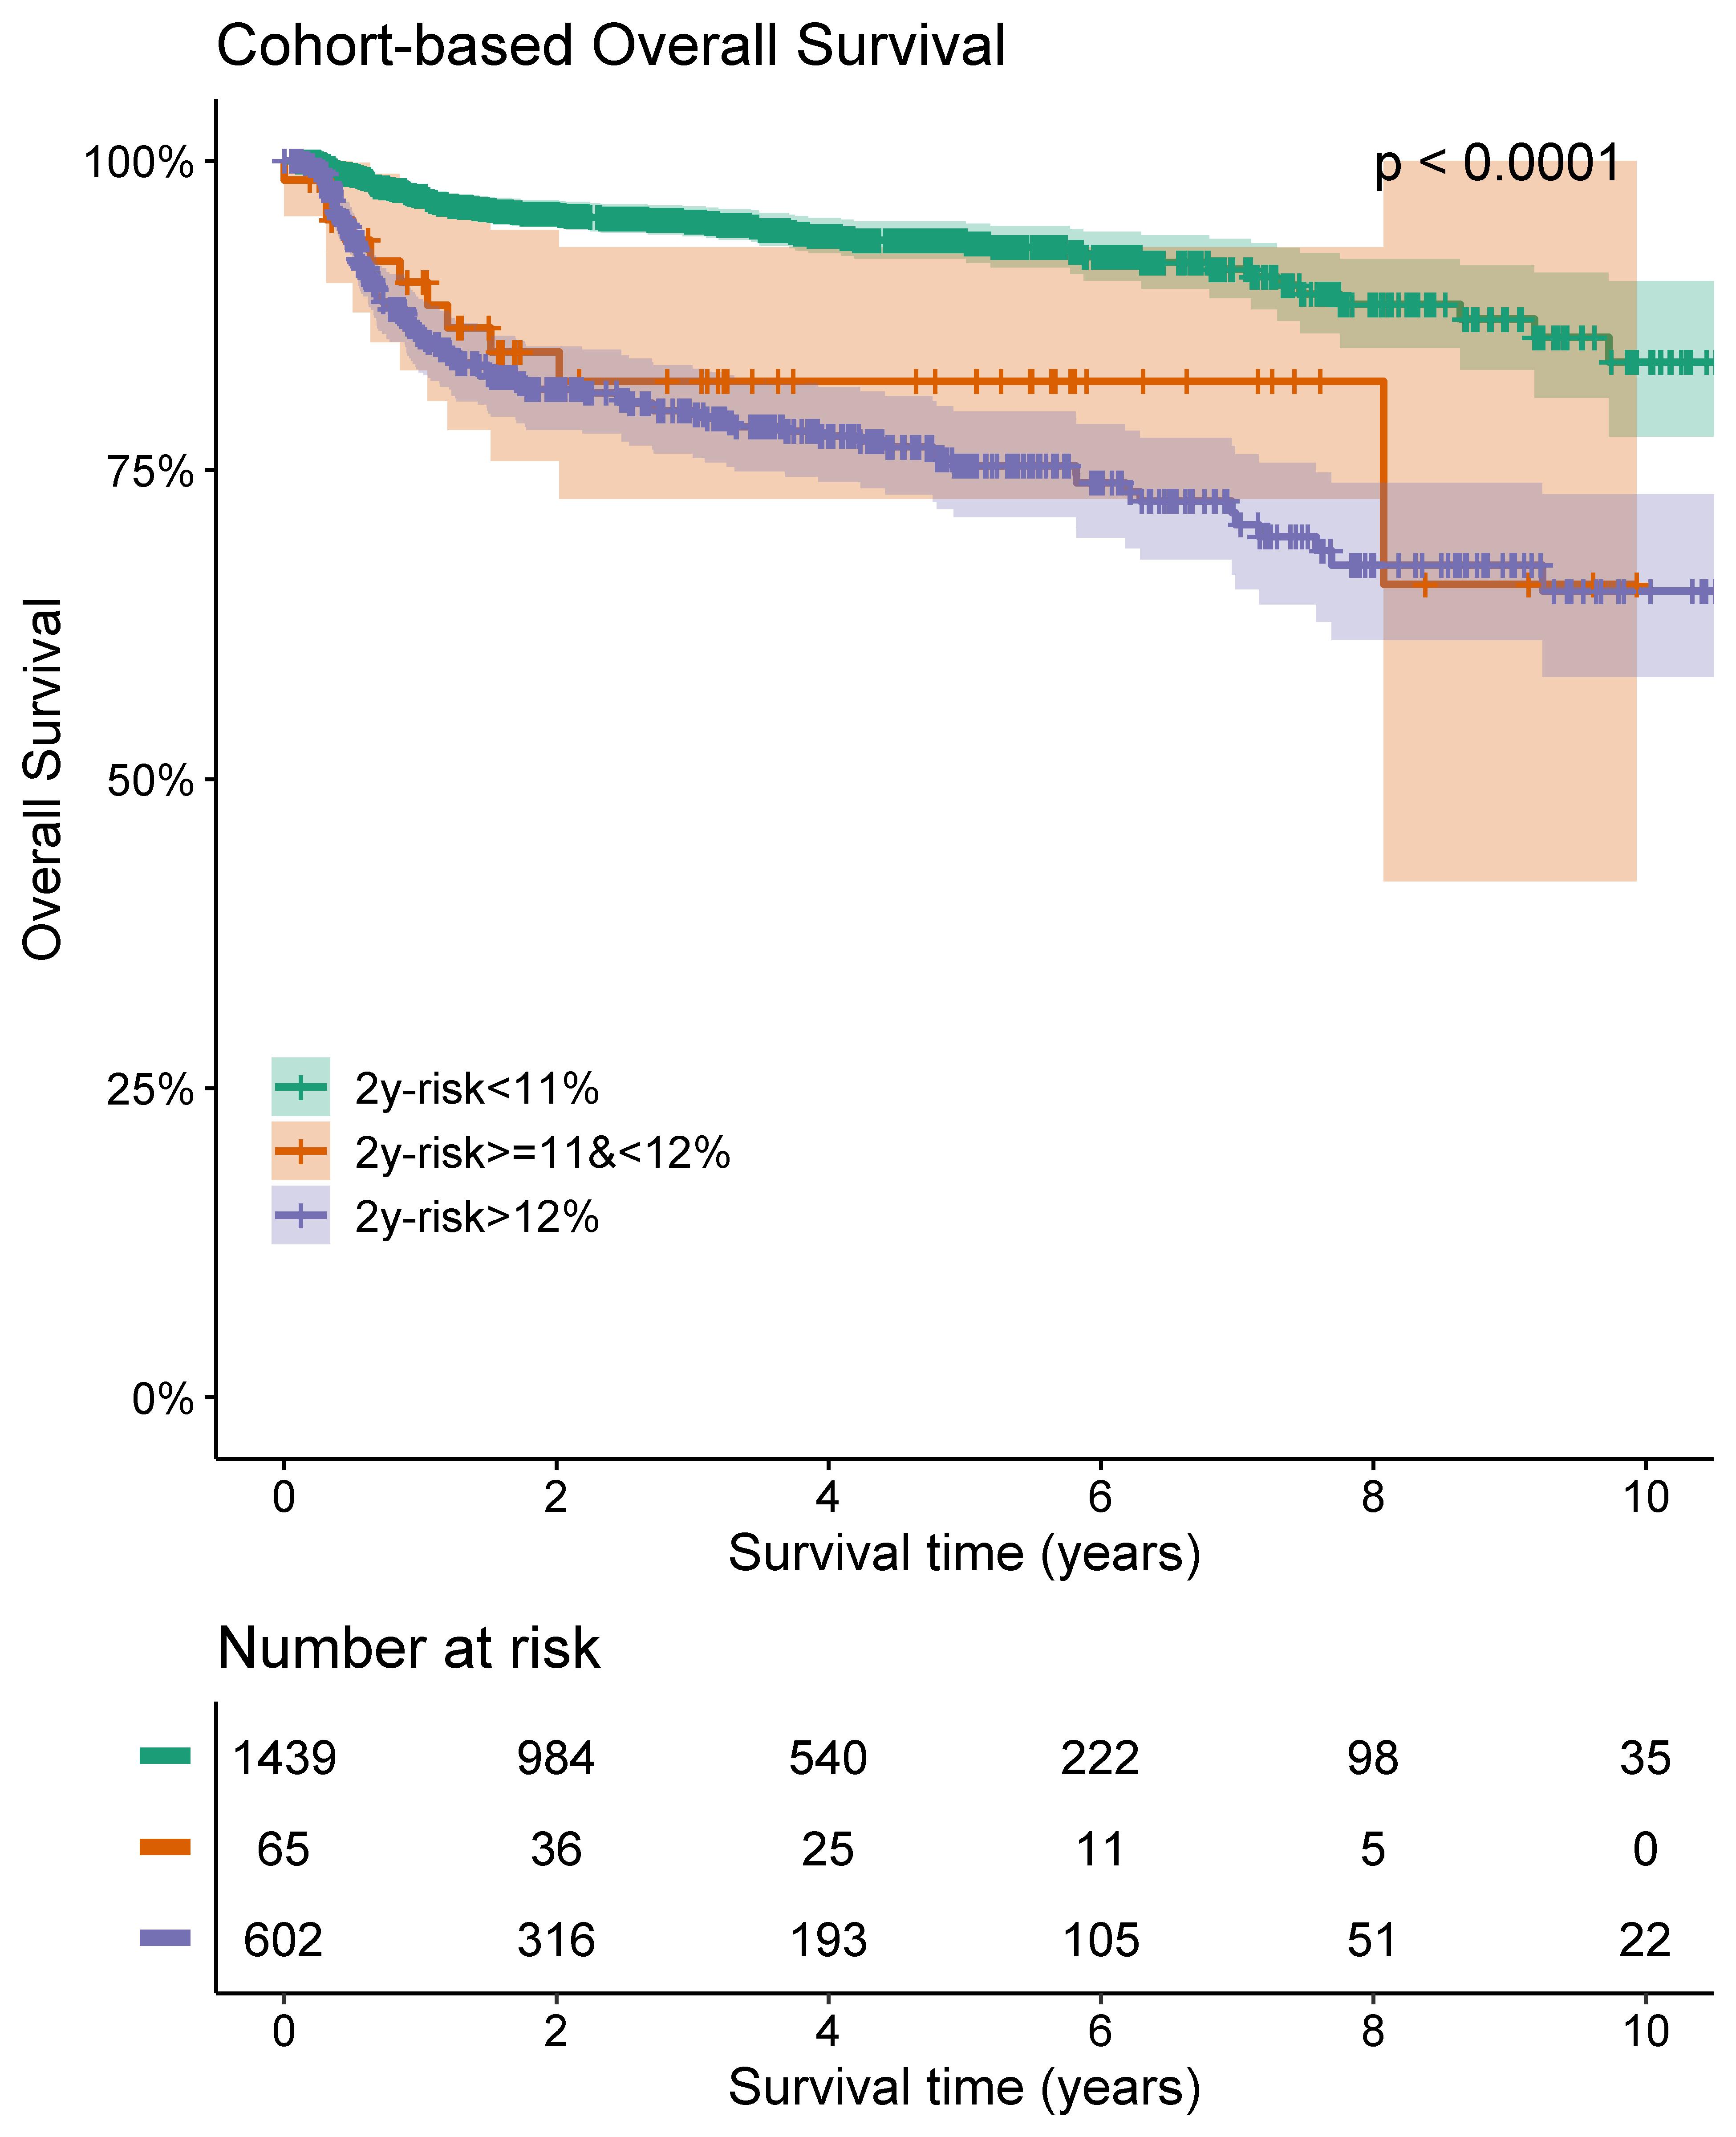 Cohort-based Overall Survival
p < 0.0001
100%
75%
50%
25%
0%
Overall Survival
2y-risk<11%
2y-risk>=11&<12%
2y-risk>12%
0 2 4 6 8 10
Survival time (years)
Number at risk
1439 984 540 222 98 35
65 36 25 11 5 0
602 316 193 105 51 22
0 2 4 6 8 10
Survival time (years)